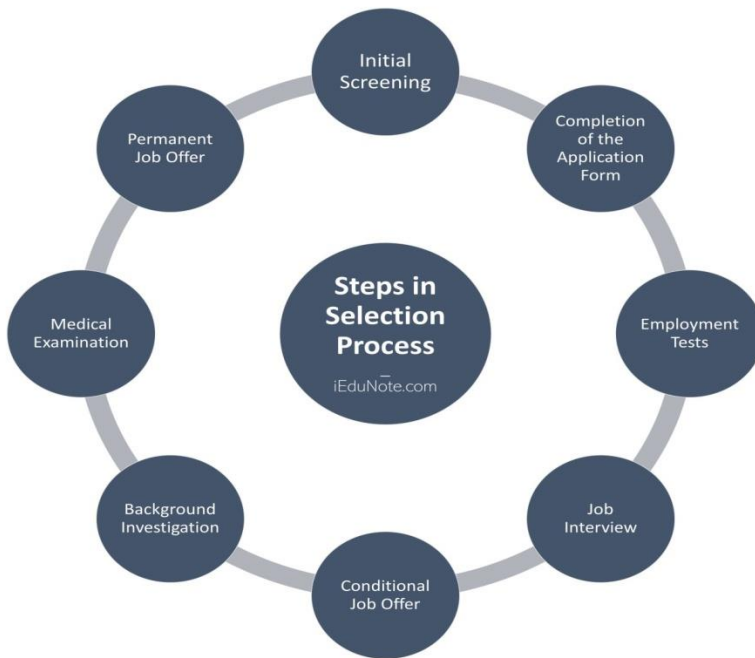 Initial
Screening
Completion
of the
Application
Form
Employment
Tests
Job
Interview
Conditional
Job Offer
Background
Investigation
Medical
Examination
Permanent
Job Offer
Steps in
Selection
Process
–
iEduNote.com